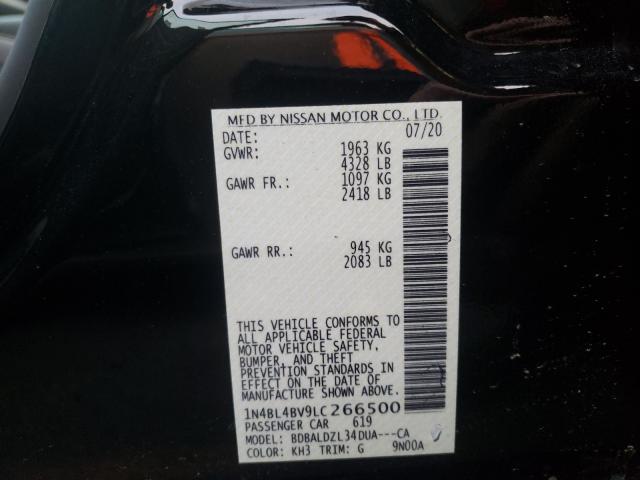 MFD BY NISSAN MOTOR CO., LTD.
DATE: 07/20
GVWR: 1963 KG
4328 LB
GAWR FR.: 1097 KG
2418 LB
GAWR RR.: 945 KG
2083 LB
THIS VEHICLE CONFORMS TO
ALL APPLICABLE FEDERAL
MOTOR VEHICLE SAFETY,
BUMPER, AND THEFT
PREVENTION STANDARDS IN
EFFECT ON THE DATE OF
MANUFACTURE SHOWN ABOVE.
1N4BL4BV9LC266500
PASSENGER CAR 619
MODEL: BDBALDZL34DUA---CA
COLOR: KH3 TRIM: G 9N00A